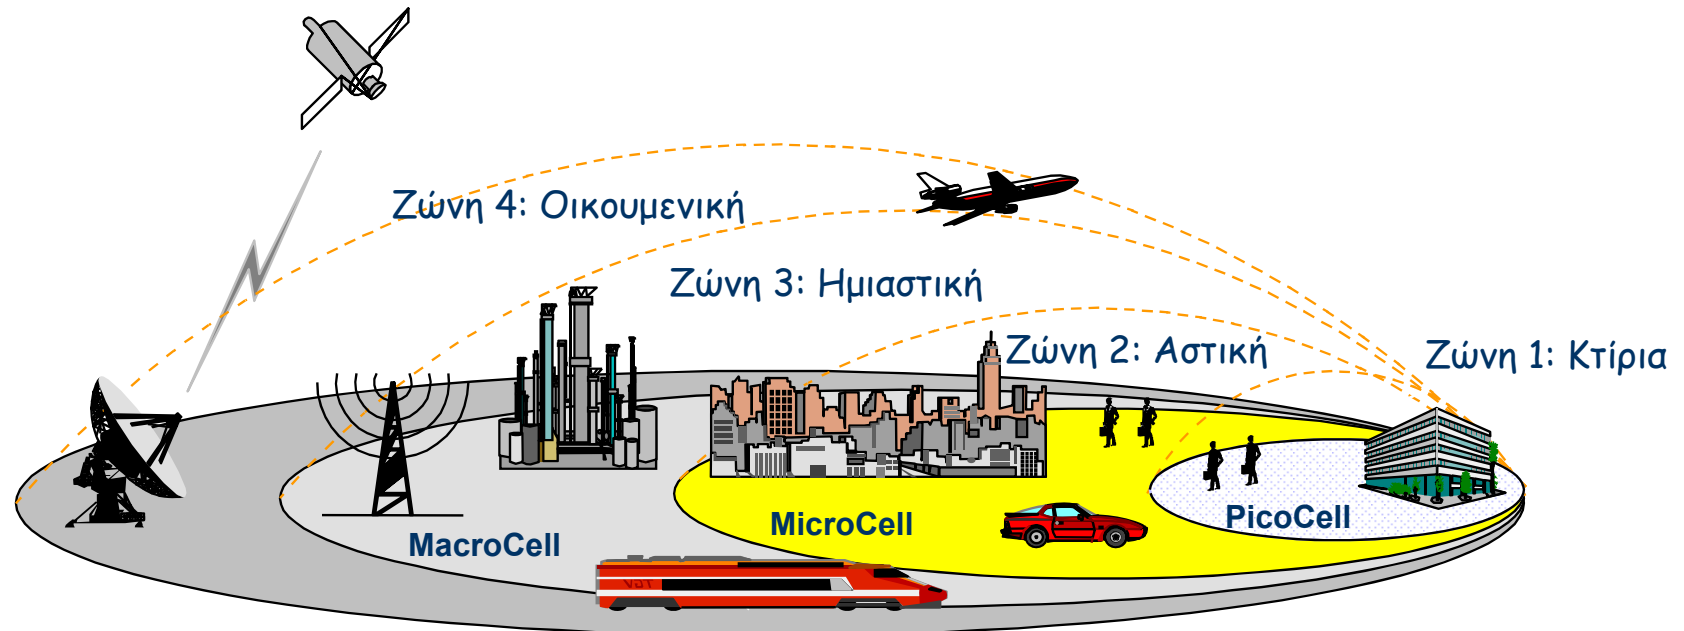 Ζώνη 4: Οικουμενική
Ζώνη 3: Ημιαστική
Ζώνη 2: Αστική
Ζώνη 1: Κτίρια
MacroCell
MicroCell
PicoCell